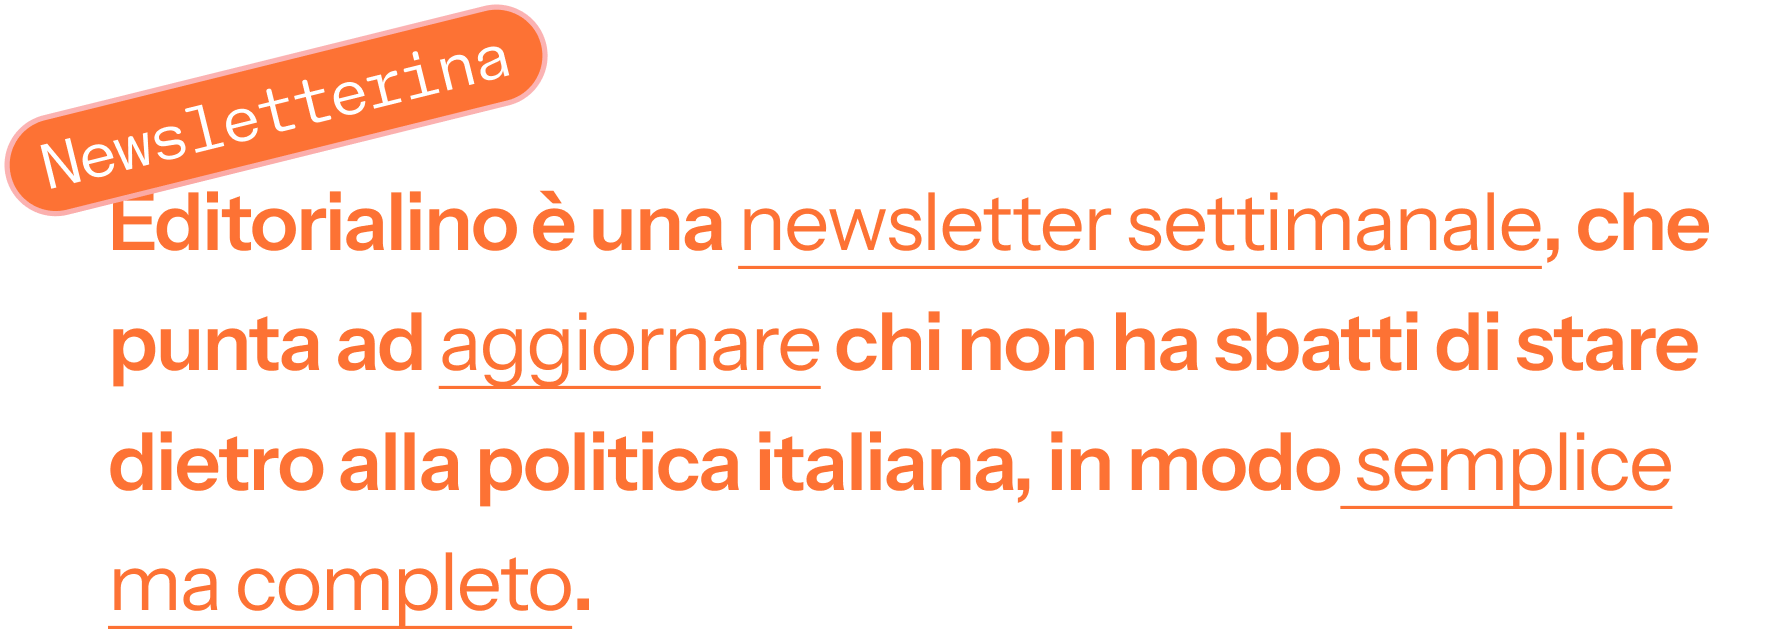 Newsletterina
Editorialino è una newsletter settimanale, che
punta ad aggiornare chi non ha sbatti di stare
dietro alla politica italiana, in modo semplice
ma completo.